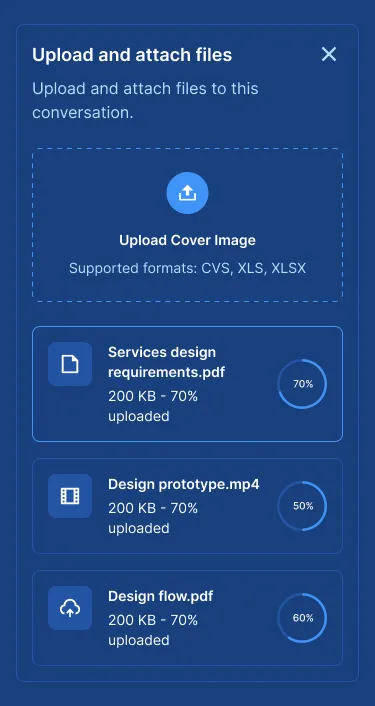 Upload and attach files
Upload and attach files to this
conversation.
Upload Cover Image
Supported formats: CVS, XLS, XLSX
Services design
requirements.pdf
200 KB - 70%
uploaded
70%
Design prototype.mp4
200 KB - 70%
uploaded
50%
Design flow.pdf
200 KB - 70%
uploaded
60%